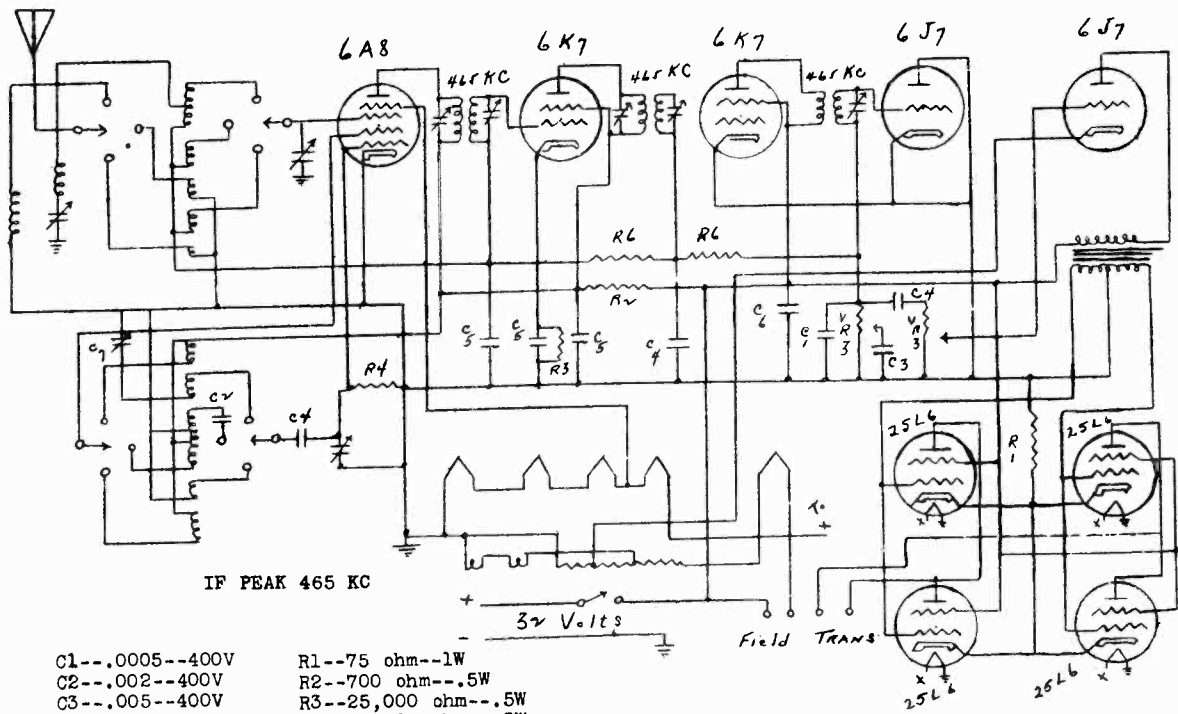 6A8
6K7
6K7
6J7
6J7
465 KC
465 KC
465 KC
R6
R6
R2
C7
C5
C5
R3
C5
C4
C6
C1
VR3
C4
C3
VR3
R4
C2
C4
25L6
R1
25L6
X
X
To +
IF PEAK 465 KC
+
32 Volts
-
Field
TRANS
X
X
25L6
25L6
C1--.0005--400V
R1--75 ohm--1W
C2--.002--400V
R2--700 ohm--.5W
C3--.005--400V
R3--25,000 ohm--.5W